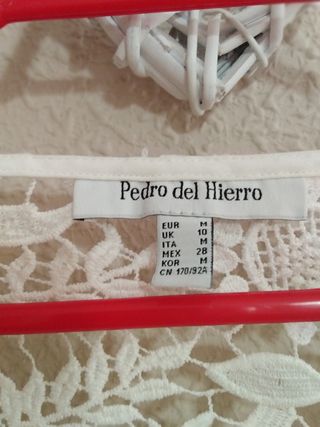 Pedro del Hierro
EUR M
UK 10
ITA M
MEX 28
KOR M
CN 170/92A